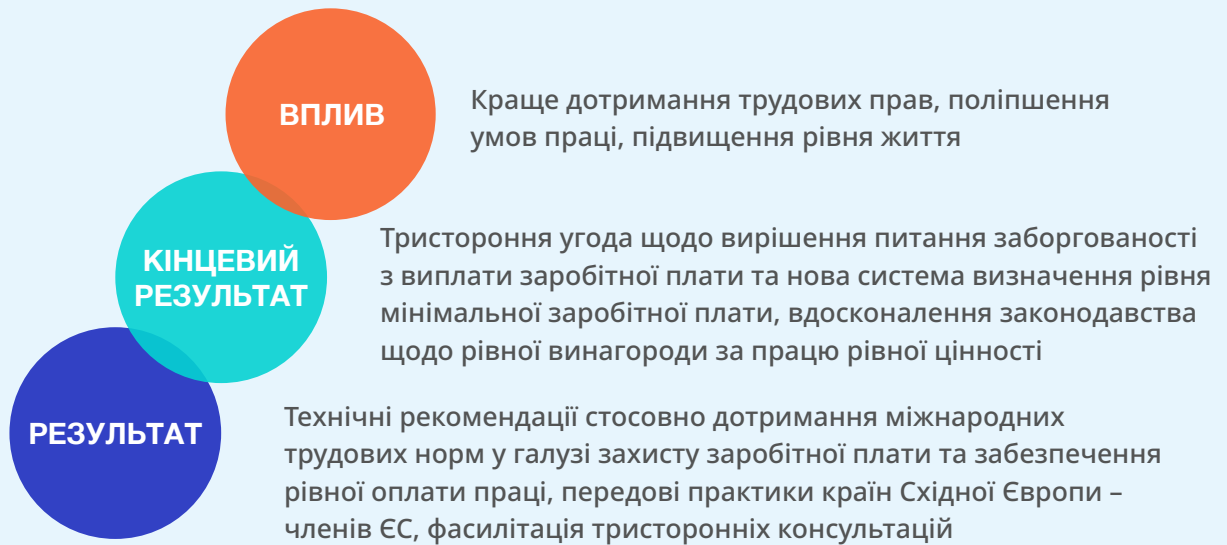 ВПЛИВ
Краще дотримання трудових прав, поліпшення
умов праці, підвищення рівня життя
КІНЦЕВИЙ
РЕЗУЛЬТАТ
Тристороння угода щодо вирішення питання заборгованості
з виплати заробітної плати та нова система визначення рівня
мінімальної заробітної плати, вдосконалення законодавства
щодо рівної винагороди за працю рівної цінності
РЕЗУЛЬТАТ
Технічні рекомендації стосовно дотримання міжнародних
трудових норм у галузі захисту заробітної плати та забезпечення
рівної оплати праці, передові практики країн Східної Європи –
членів ЄС, фасилітація тристоронніх консультацій